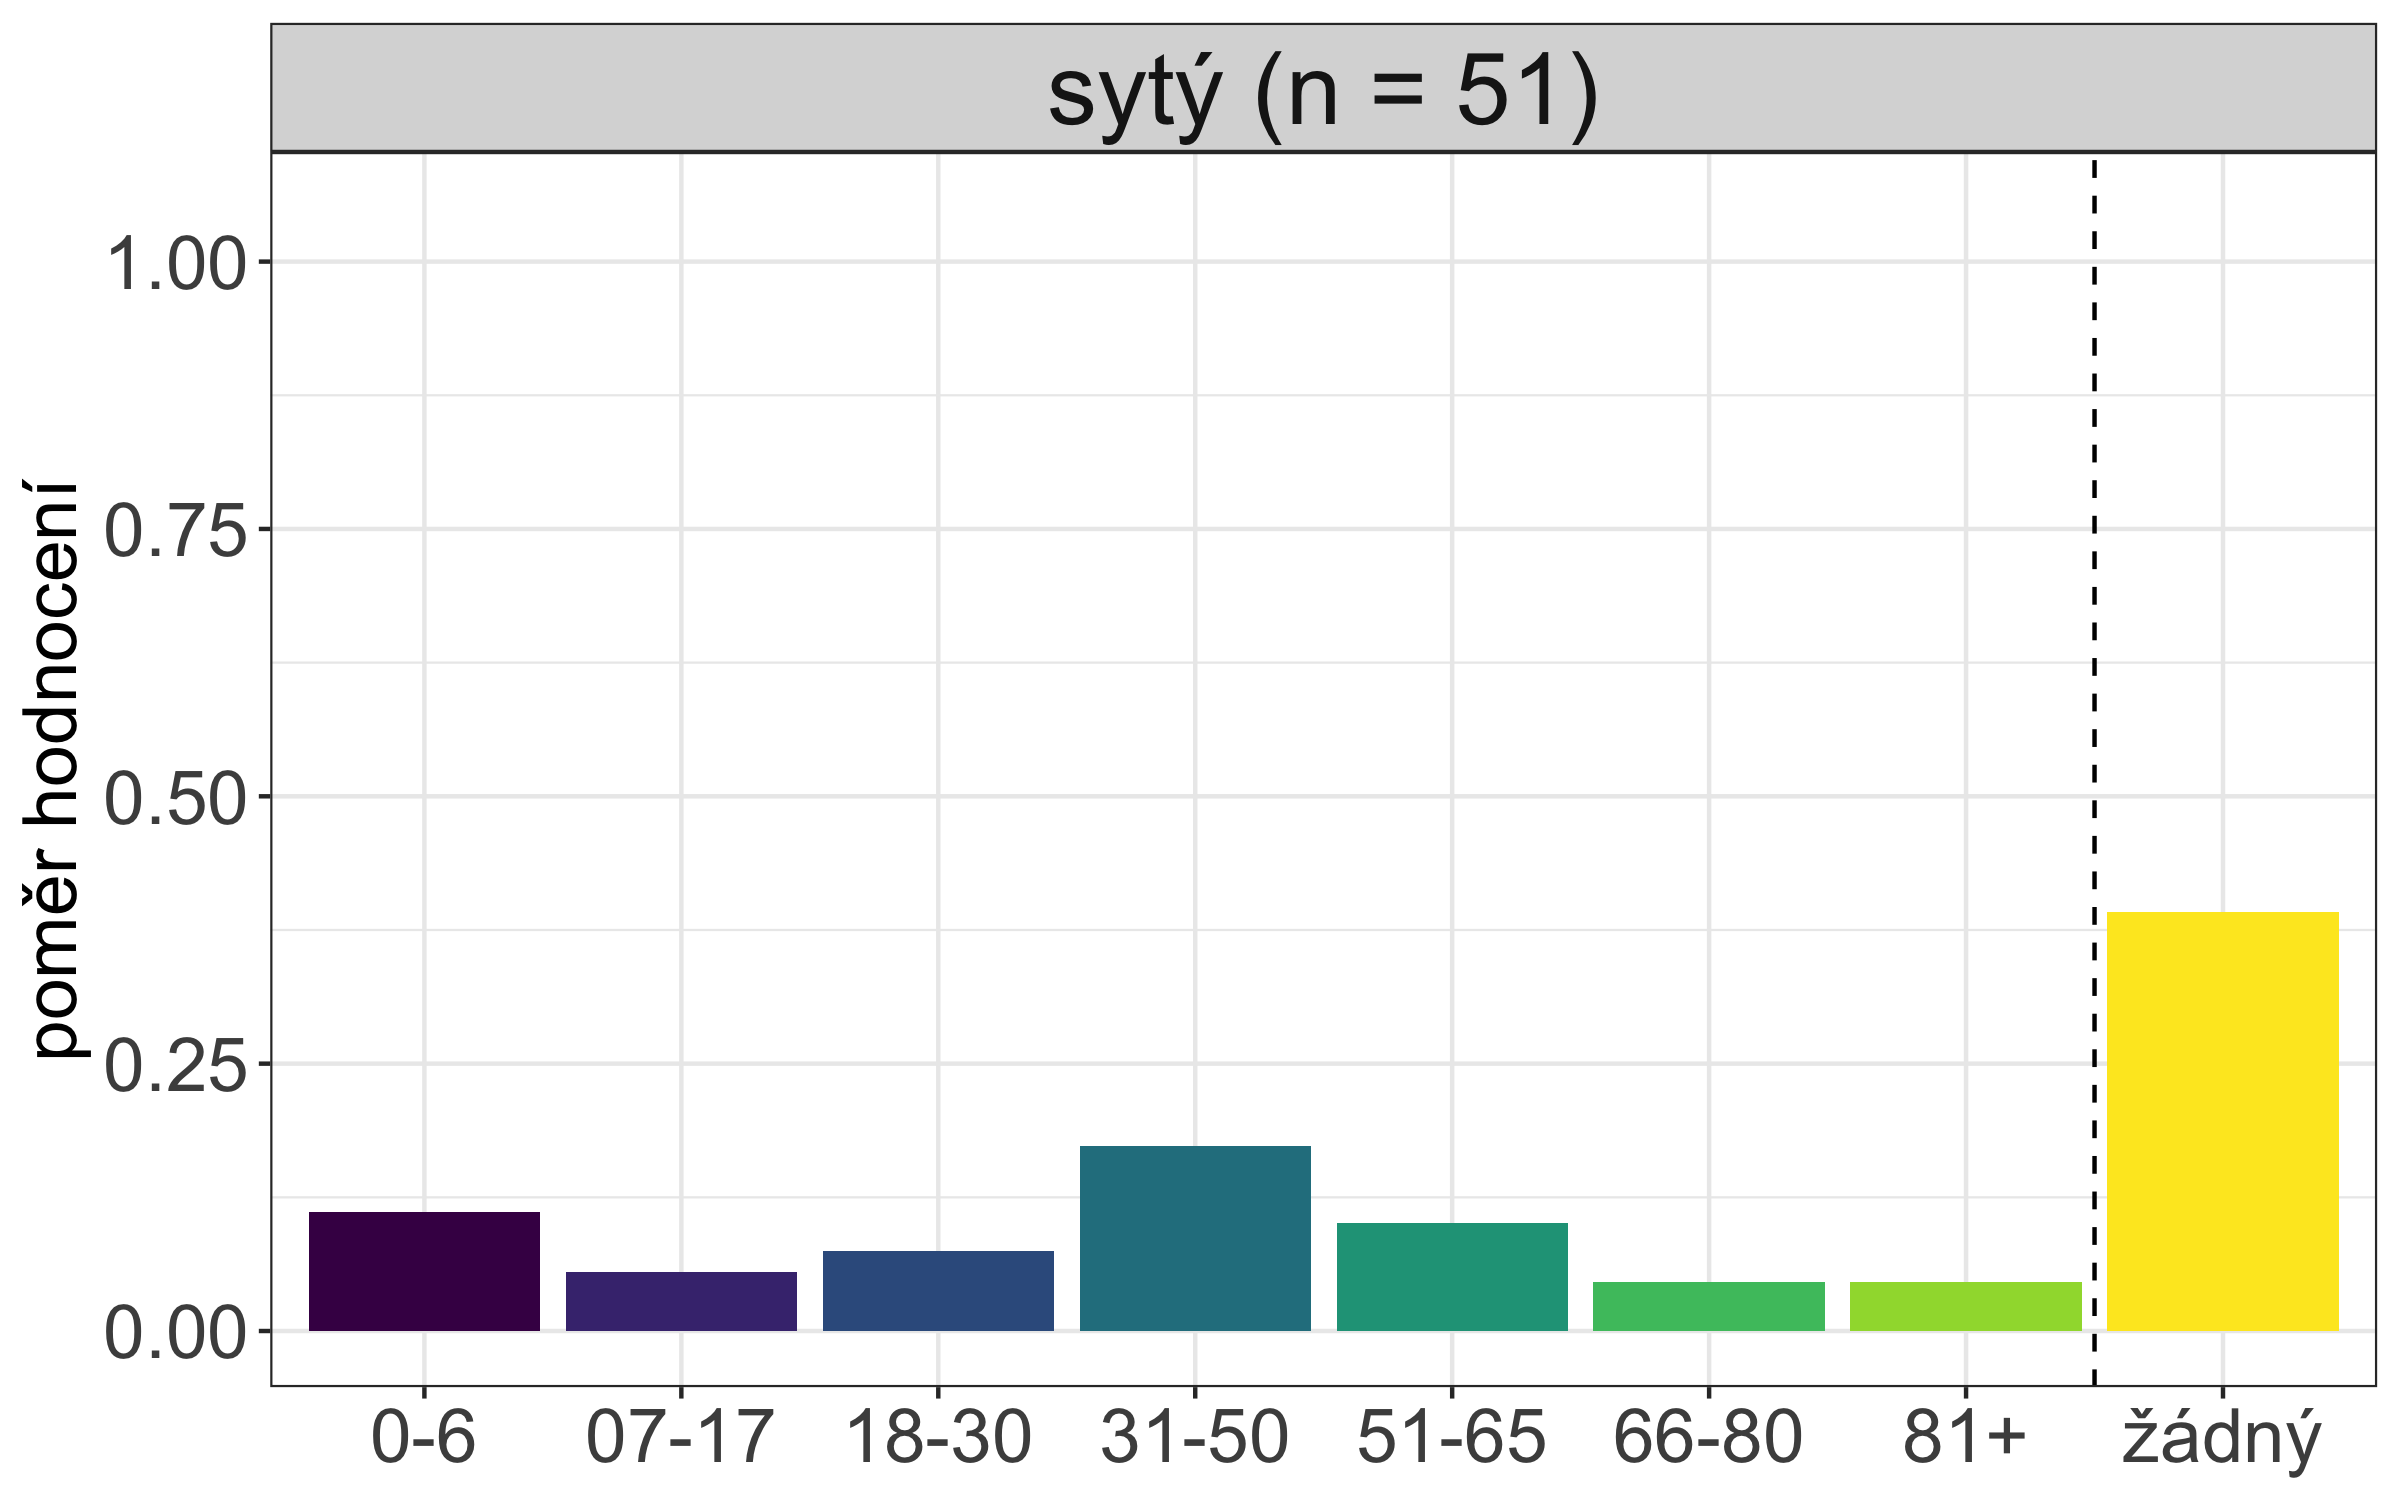 sytý (n = 51)
poměr hodnocení
1.00
0.75
0.50
0.25
0.00
0-6 07-17 18-30 31-50 51-65 66-80 81+ žádný